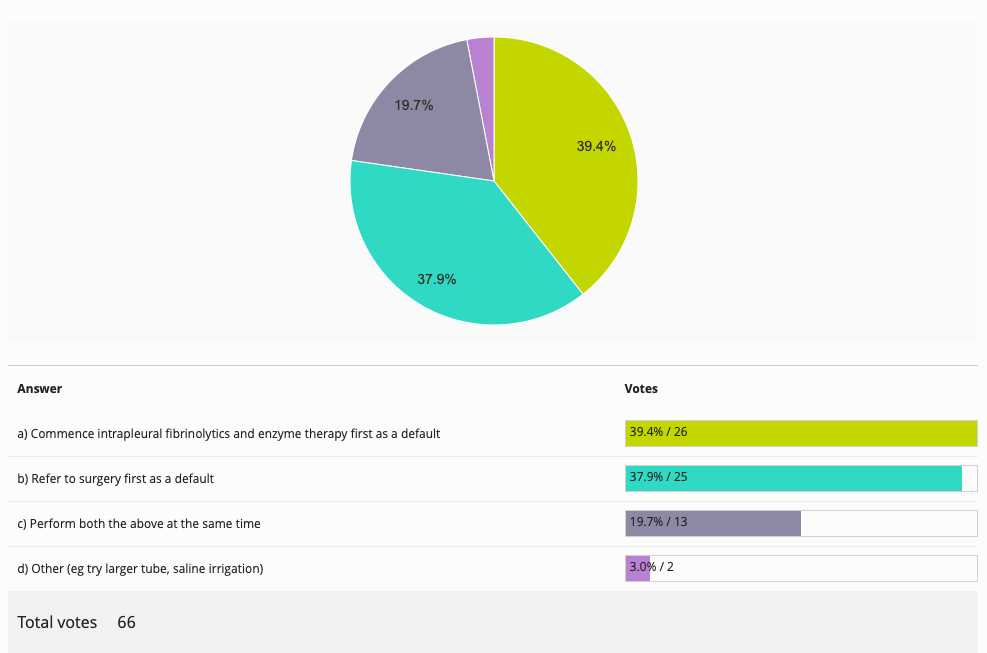 19.7%
39.4%
37.9%
Answer Votes
a) Commence intrapleural fibrinolytics and enzyme therapy first as a default 39.4% / 26
b) Refer to surgery first as a default 37.9% / 25
c) Perform both the above at the same time 19.7% / 13
d) Other (eg try larger tube, saline irrigation) 3.0% / 2
Total votes 66